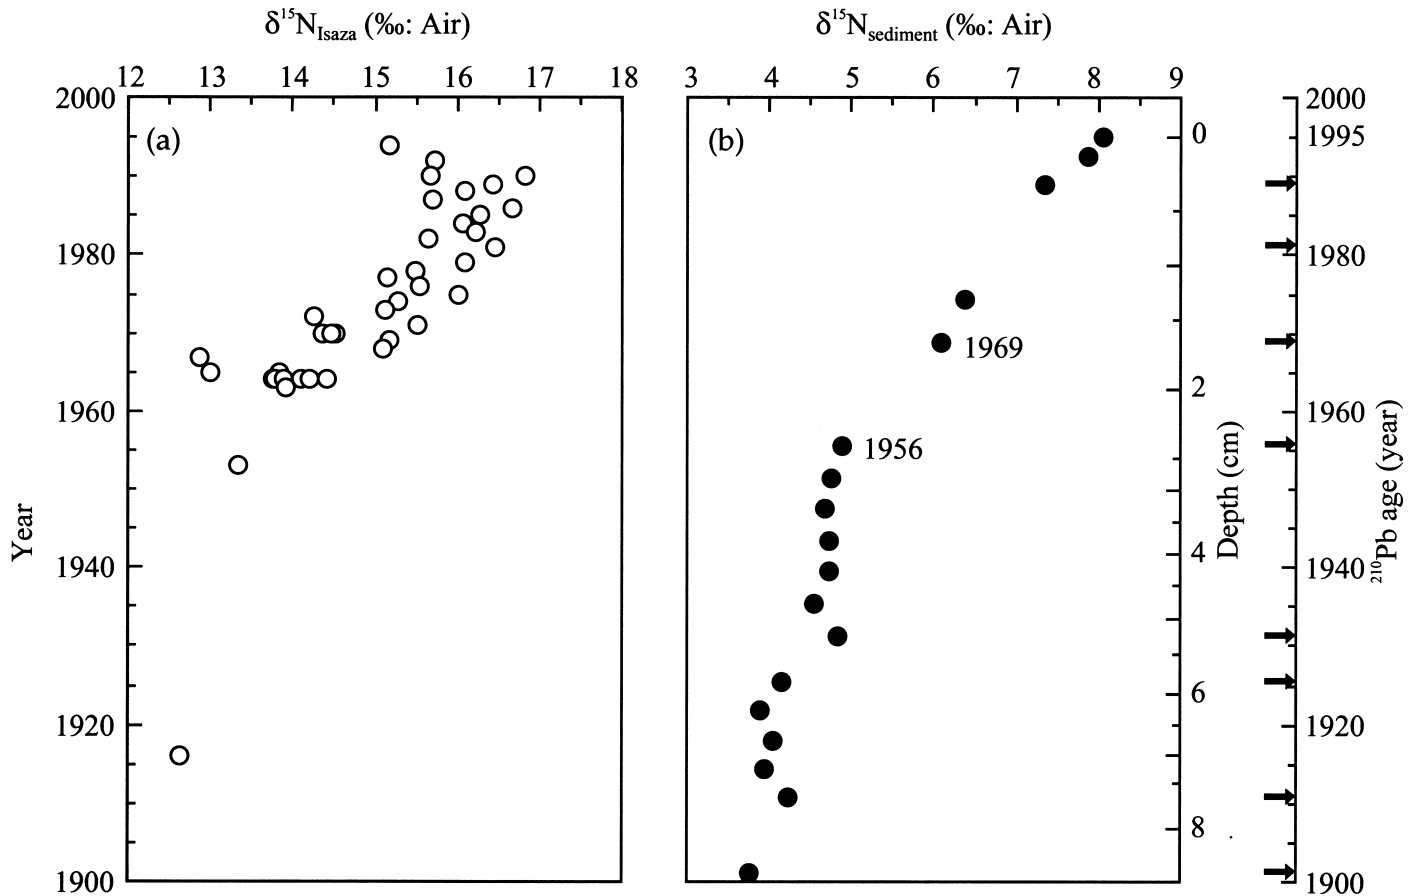 δ¹⁵N_Isaza (‰: Air)
12 13 14 15 16 17 18
(a)
2000
1980
1960
1940
1920
1900
Year
δ¹⁵N_sediment (‰: Air)
3 4 5 6 7 8 9
(b)
1969
1956
0
2
4
6
8
Depth (cm)
2000
1995
1980
1960
1940
1920
1900
²¹⁰Pb age (year)